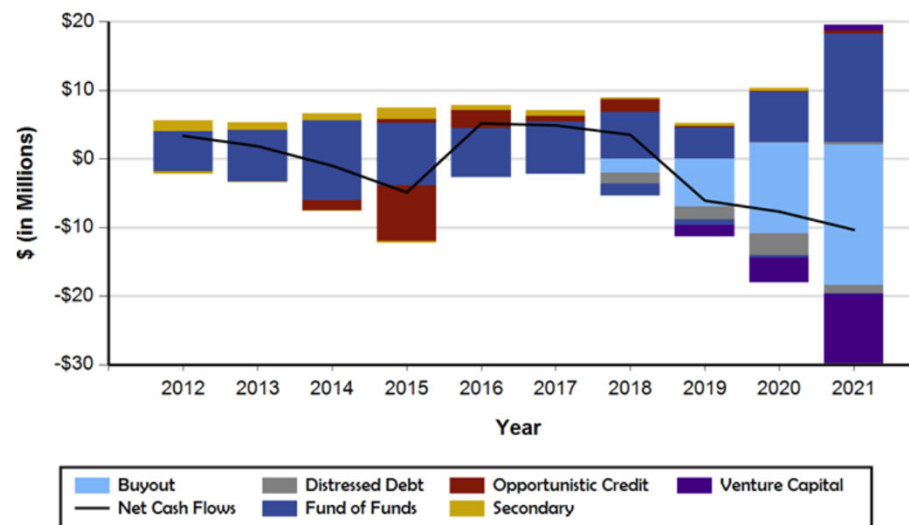 $20
$10
$0
-$10
-$20
-$30
$ (in Millions)
2012 2013 2014 2015 2016 2017 2018 2019 2020 2021
Year
Buyout Distressed Debt Opportunistic Credit Venture Capital
Net Cash Flows Fund of Funds Secondary